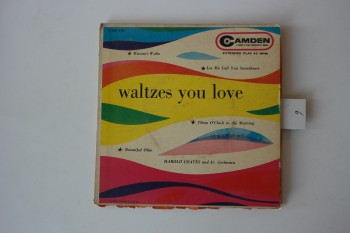 CAMDEN
EXTENDED PLAY 45 RPM
★ Missouri Waltz
★ Let Me Call You Sweetheart
waltzes you love
★ Three O'Clock in the Morning
★ Beautiful Ohio
HAROLD COATES and his Orchestra